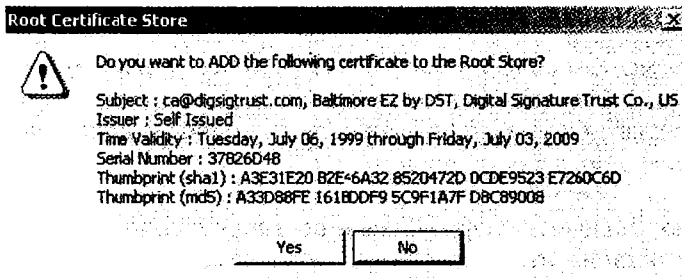 Root Certificate Store
Do you want to ADD the following certificate to the Root Store?
Subject : ca@digsigtrust.com, Baltimore EZ by DST, Digital Signature Trust Co., US
Issuer : Self Issued
Time Validity : Tuesday, July 06, 1999 through Friday, July 03, 2009
Serial Number : 37826D48
Thumbprint (sha1) : A3E31E20 B2E46A32 8520472D 0CDE9523 E7260C6D
Thumbprint (md5) : A33D88FE 161BDDF9 5C9F1A7F D8C89008
Yes
No